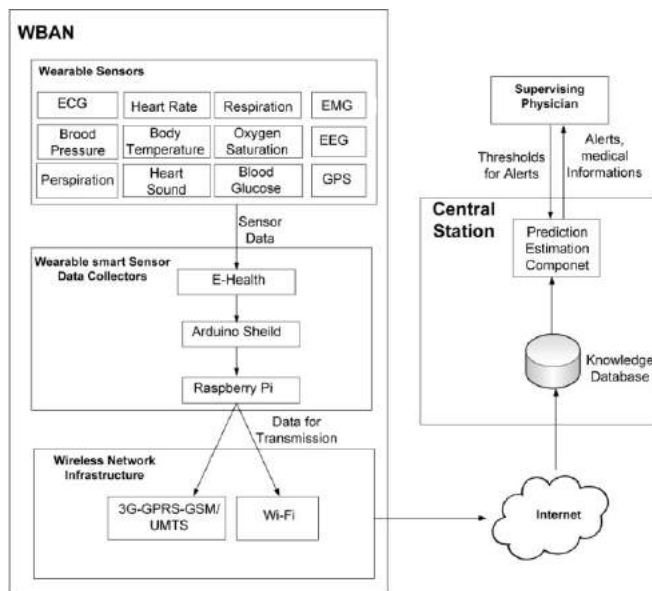 WBAN
Wearable Sensors
ECG
Heart Rate
Respiration
EMG
Brood
Pressure
Body
Temperature
Oxygen
Saturation
EEG
Perspiration
Heart
Sound
Blood
Glucose
GPS
Sensor
Data
Wearable smart Sensor
Data Collectors
E-Health
Arduino Sheild
Raspberry Pi
Data for
Transmission
Wireless Network
Infrastructure
3G-GPRS-GSM/
UMTS
Wi-Fi
Supervising
Physician
Thresholds
for Alerts
Alerts,
medical
Informations
Central
Station
Prediction
Estimation
Componet
Knowledge
Database
Internet